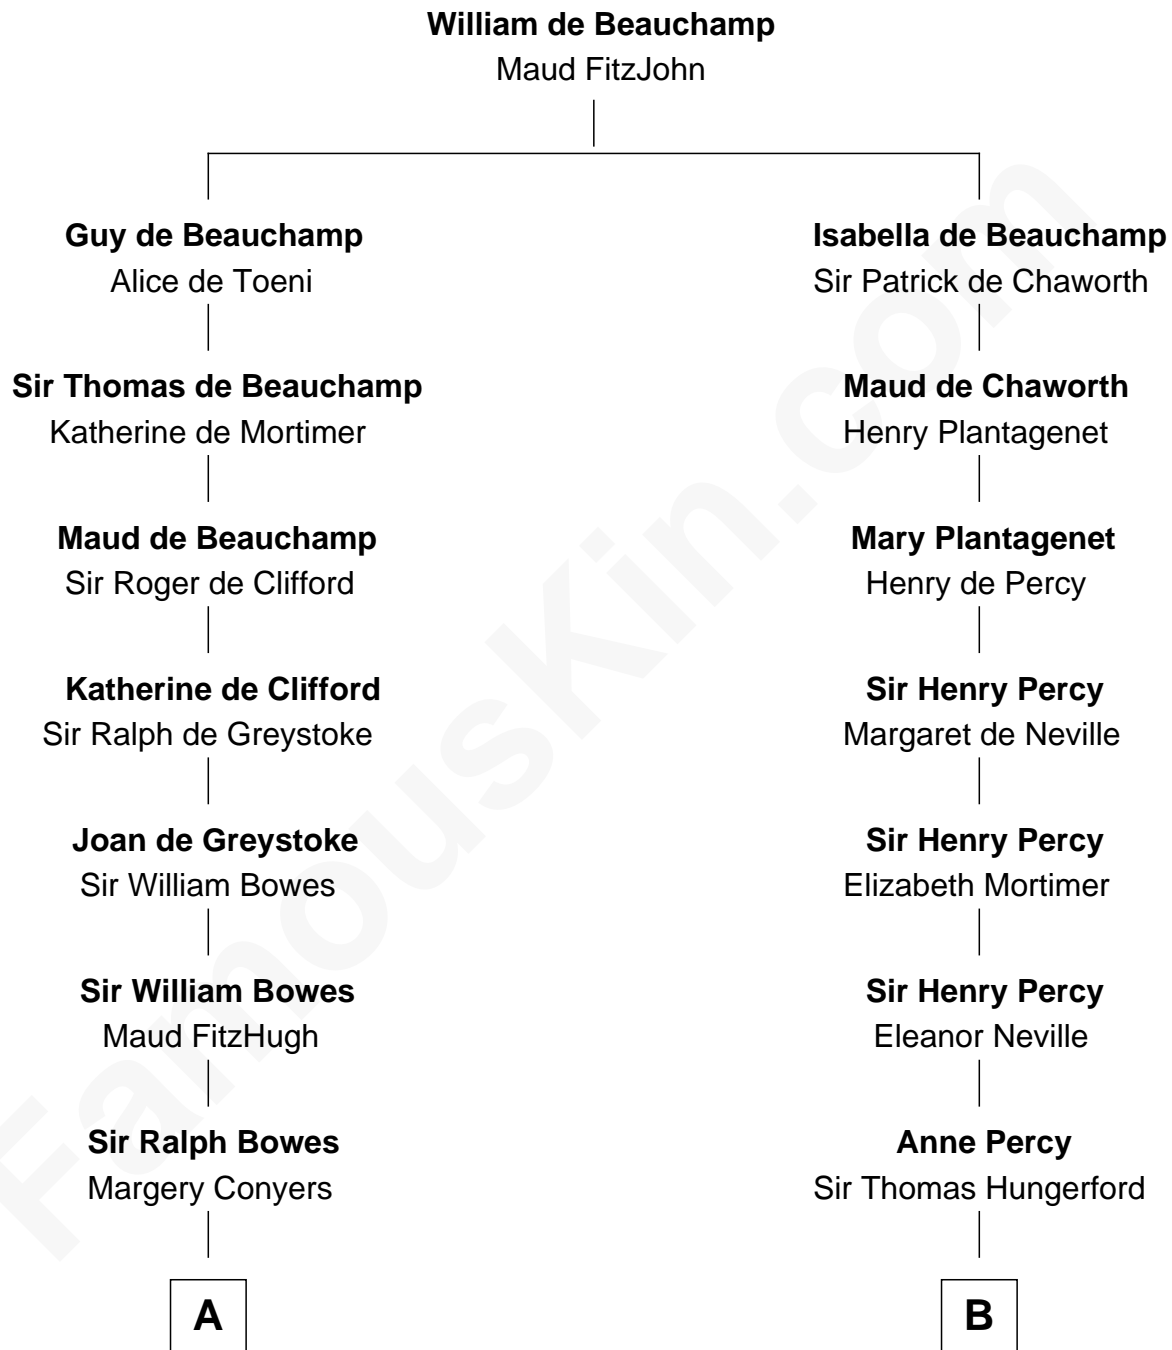 William de Beauchamp
Maud FitzJohn
Guy de Beauchamp
Alice de Toeni
Isabella de Beauchamp
Sir Patrick de Chaworth
Sir Thomas de Beauchamp
Katherine de Mortimer
Maud de Chaworth
Henry Plantagenet
Maud de Beauchamp
Sir Roger de Clifford
Mary Plantagenet
Henry de Percy
Katherine de Clifford
Sir Ralph de Greystoke
Sir Henry Percy
Margaret de Neville
Joan de Greystoke
Sir William Bowes
Sir Henry Percy
Elizabeth Mortimer
Sir William Bowes
Maud FitzHugh
Sir Henry Percy
Eleanor Neville
Sir Ralph Bowes
Margery Conyers
Anne Percy
Sir Thomas Hungerford
A
B
FamousKin.com